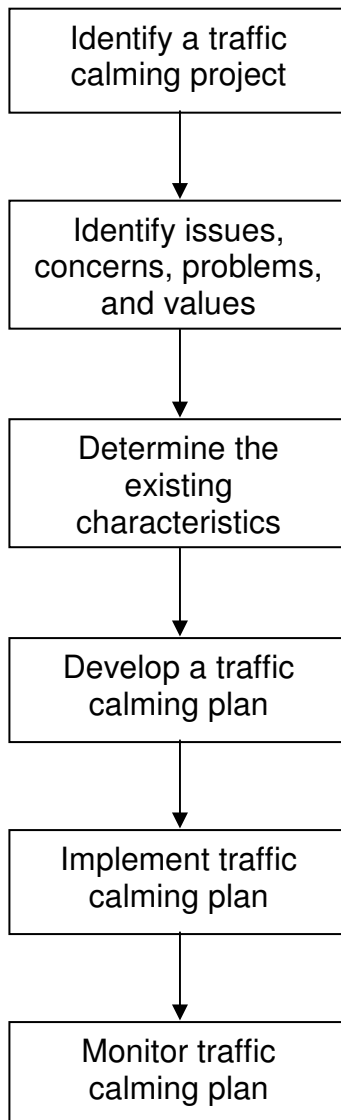 Identify a traffic
calming project
Identify issues,
concerns, problems,
and values
Determine the
existing
characteristics
Develop a traffic
calming plan
Implement traffic
calming plan
Monitor traffic
calming plan